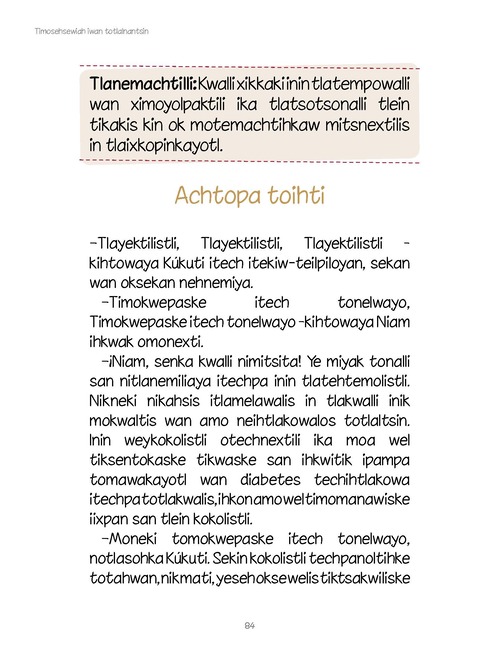 Timosehsewiah iwan totlalnantsin
Tlanemachtilli: Kwalli xikkaki inin tlatempowalli
wan ximoyolpaktili ika tlatsotsonalli tlein
tikakis kin ok motemachtihkaw mitsnextilis
in tlaixkopinkayotl.
Achtopa toihti
–Tlayektilistli, Tlayektilistli, Tlayektilistli -
kihtowaya Kúkuti itech itekiw-teilpiloyan, sekan
wan oksekan nehnemiya.
–Timokwepaske itech tonelwayo,
Timokwepaske itech tonelwayo -kihtowaya Niam
ihkwak omonexti.
–¡Niam, senka kwalli nimitsita! Ye miyak tonalli
san nitlanemiliaya itechpa inin tlatehtemolistli.
Nikneki nikahsis itlamelawalis in tlakwalli inik
mokwaltis wan amo neihtlakowalos totlaltsin.
Inin weykokolistli otechnextili ika moa wel
tiksentokaske tikwaske san ihkwitik ipampa
tomawakayotl wan diabetes techihtlakowa
itechpa totlakwalis, ihkon amo wel timomanawiske
iixpan san tlein kokolistli.
–Moneki tomokwepaske itech tonelwayo,
notlasohka Kúkuti. Sekin kokolistli techpanoltihke
totahwan, nikmati, yeseh oksewelis tiktsakwiliske
84